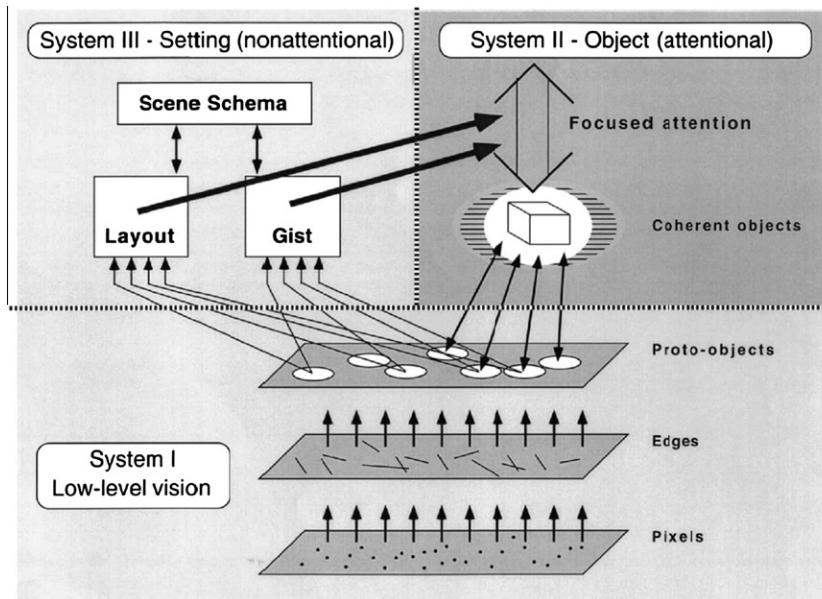 System III - Setting (nonattentional)
System II - Object (attentional)
Scene Schema
Focused attention
Layout
Gist
Coherent objects
Proto-objects
System I
Low-level vision
Edges
Pixels